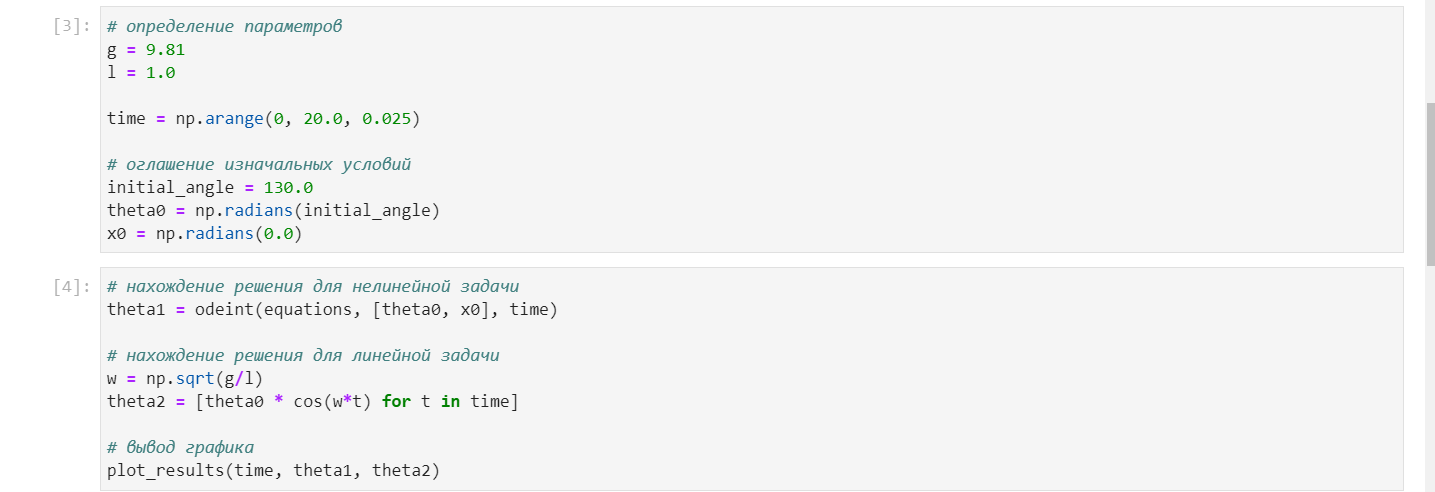 [3]:
# определение параметров
g = 9.81
l = 1.0
time = np.arange(0, 20.0, 0.025)
# оглашение изначальных условий
initial_angle = 130.0
theta0 = np.radians(initial_angle)
x0 = np.radians(0.0)
[4]:
# нахождение решения для нелинейной задачи
theta1 = odeint(equations, [theta0, x0], time)
# нахождение решения для линейной задачи
w = np.sqrt(g/l)
theta2 = [theta0 * cos(w*t) for t in time]
# вывод графика
plot_results(time, theta1, theta2)